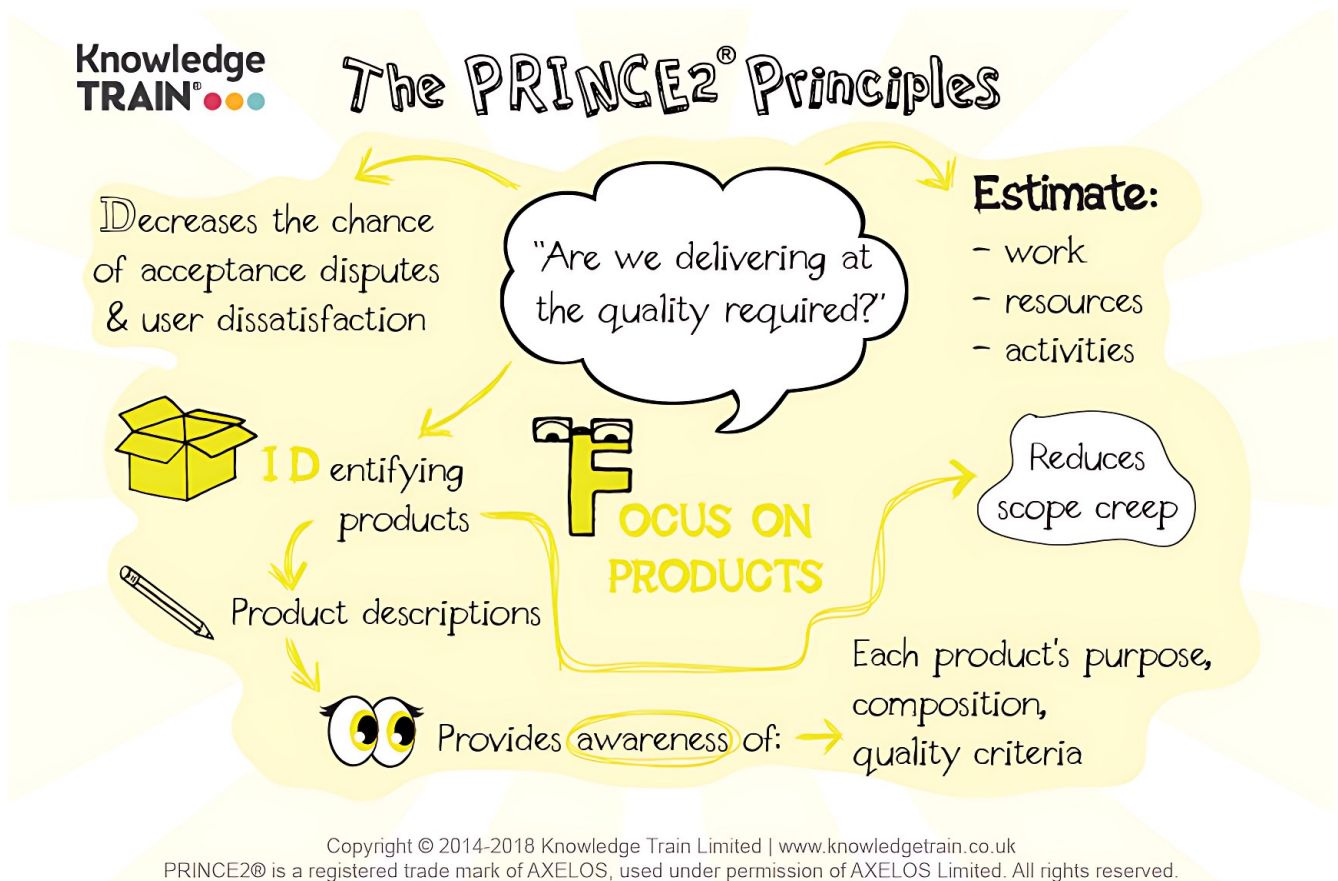 Knowledge
TRAIN®
The PRINCE2® Principles
Decreases the chance
of acceptance disputes
& user dissatisfaction
"Are we delivering at
the quality required?"
Estimate:
- work
- resources
- activities
IDentifying
products
FOCUS ON
PRODUCTS
Reduces
scope creep
Product descriptions
Provides awareness of:
Each product's purpose,
composition,
quality criteria
Copyright © 2014-2018 Knowledge Train Limited | www.knowledgetrain.co.uk
PRINCE2® is a registered trade mark of AXELOS, used under permission of AXELOS Limited. All rights reserved.